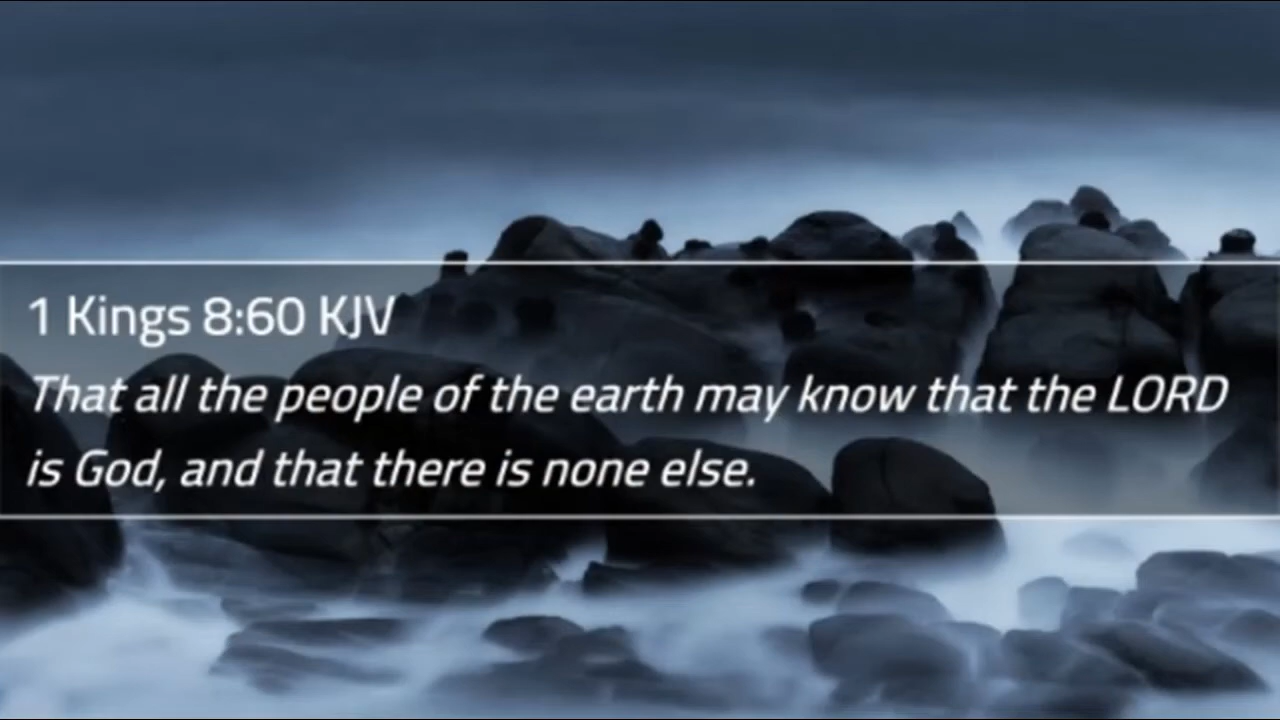 1 Kings 8:60 KJV
That all the people of the earth may know that the LORD
is God, and that there is none else.